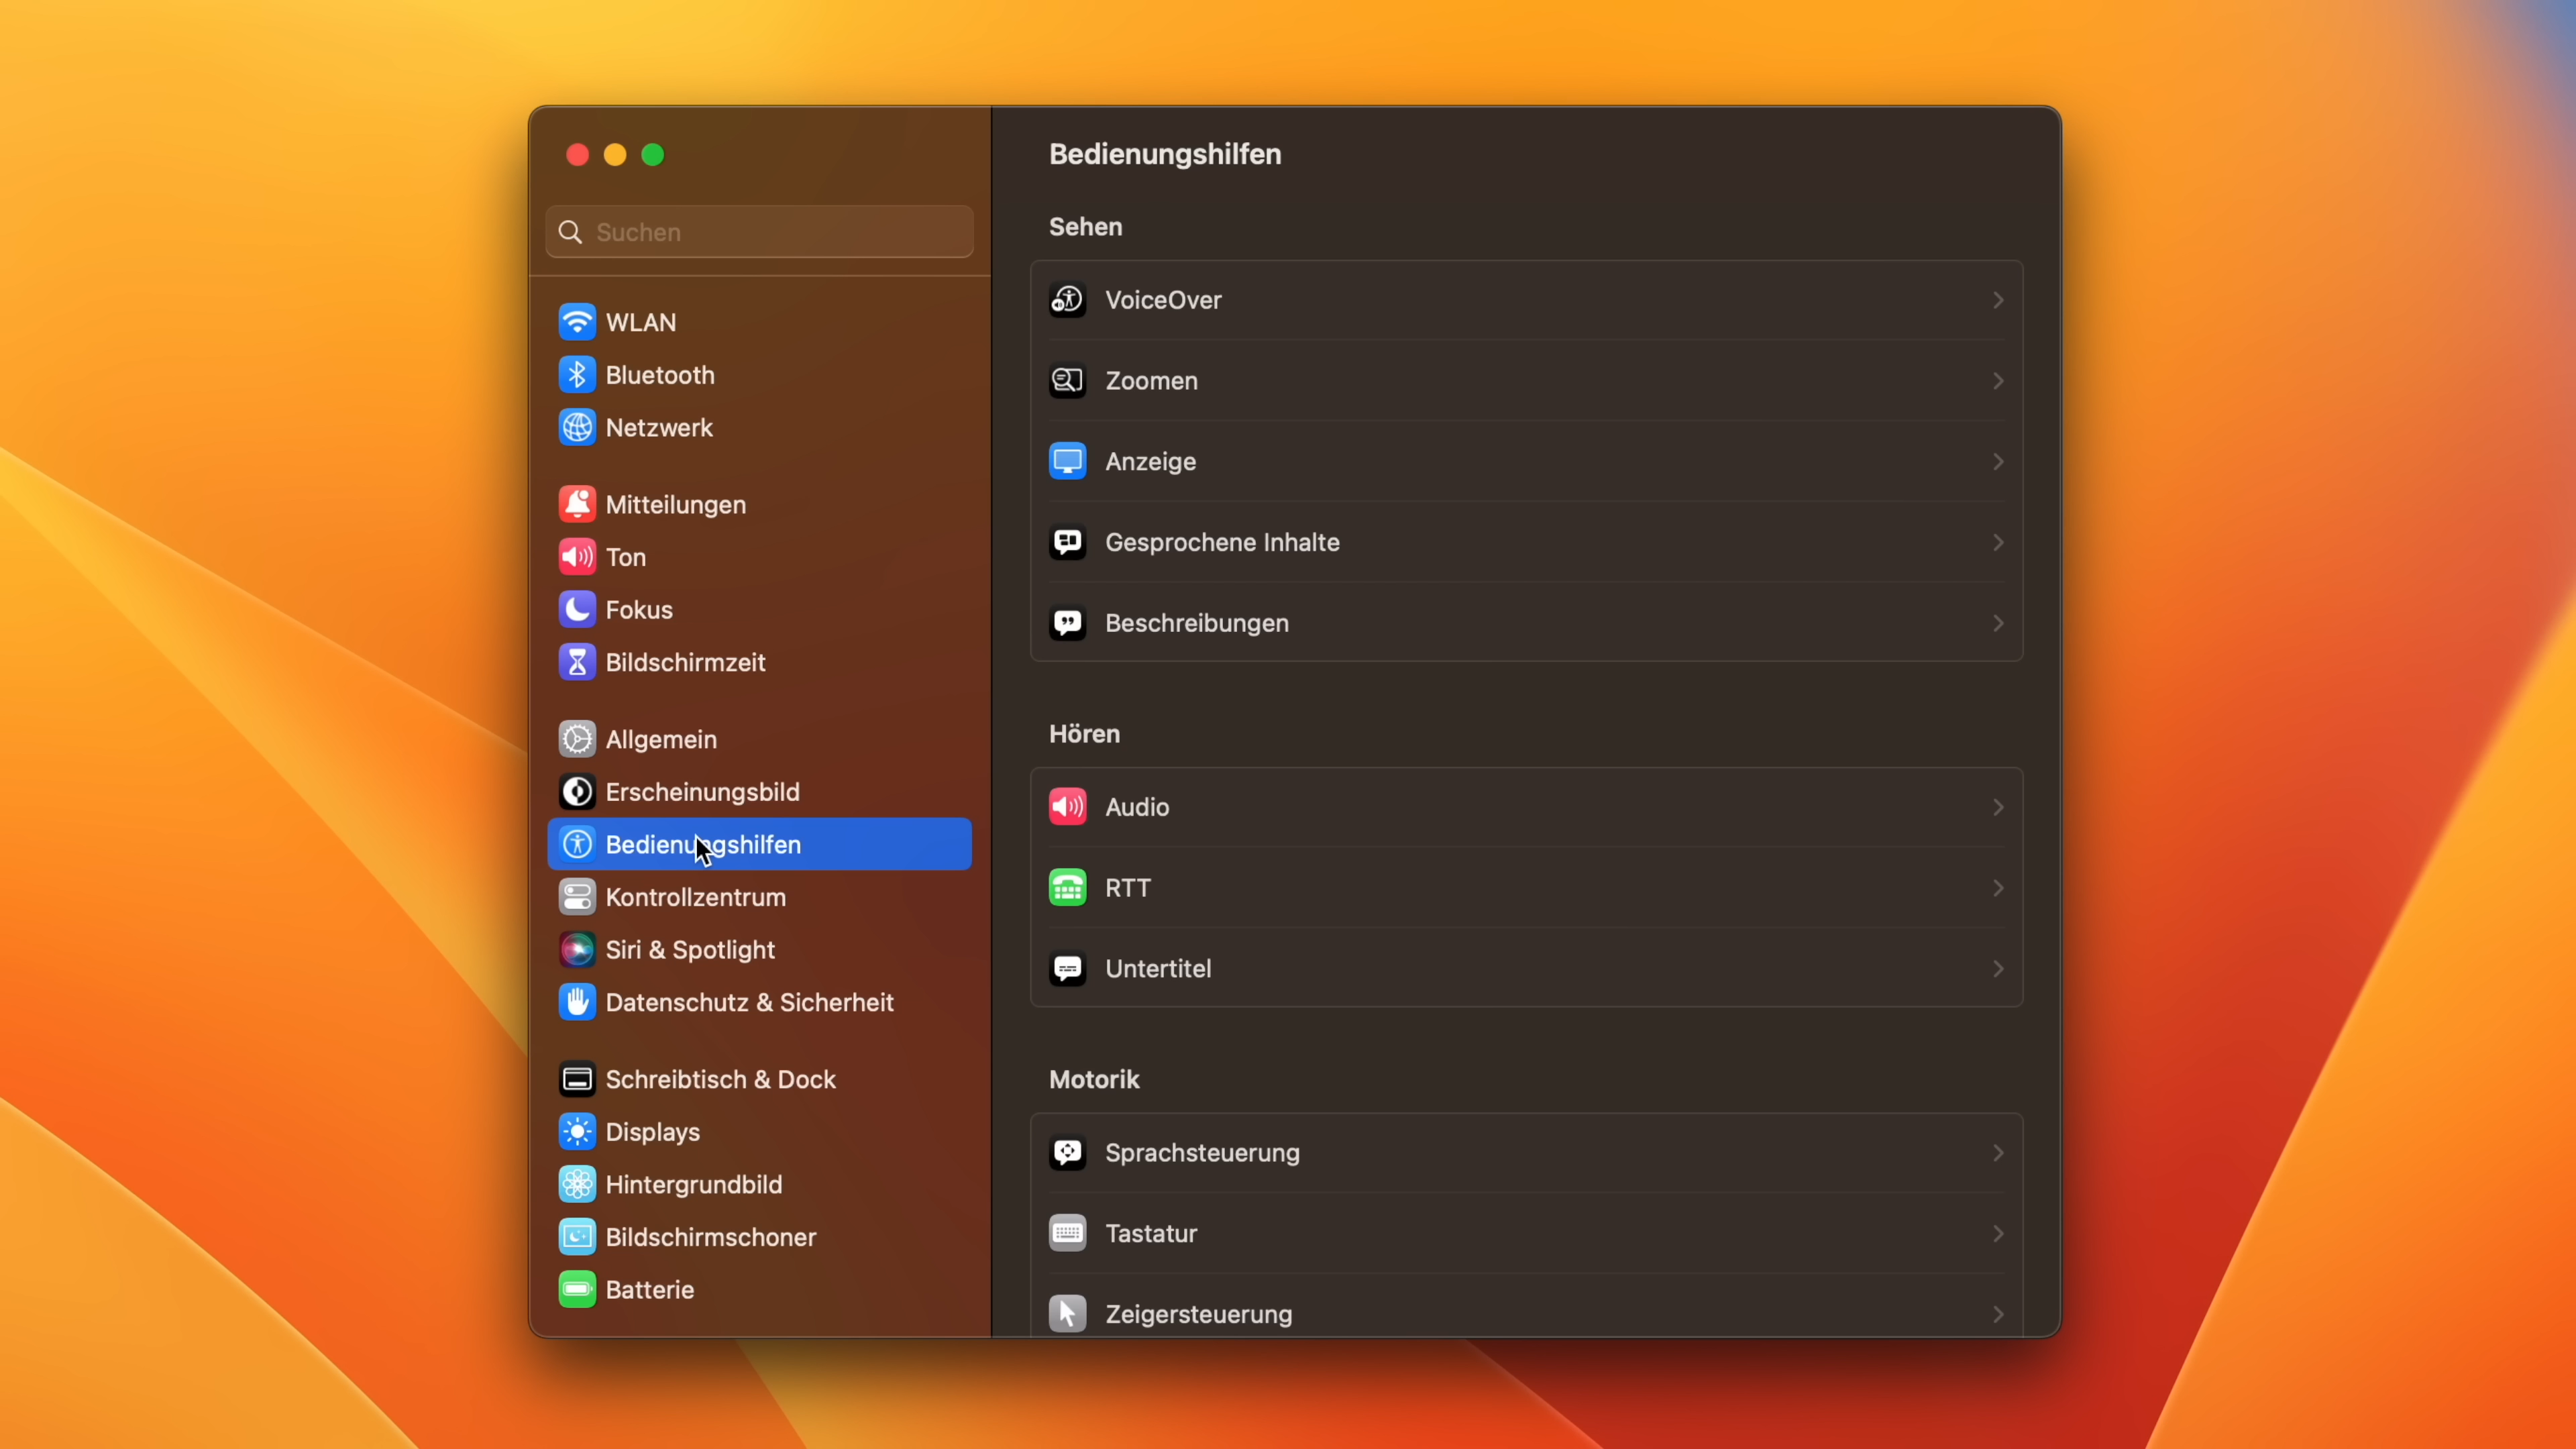 Suchen
WLAN
Bluetooth
Netzwerk
Mitteilungen
Ton
Fokus
Bildschirmzeit
Allgemein
Erscheinungsbild
Bedienungshilfen
Kontrollzentrum
Siri & Spotlight
Datenschutz & Sicherheit
Schreibtisch & Dock
Displays
Hintergrundbild
Bildschirmschoner
Batterie
Bedienungshilfen
Sehen
VoiceOver
Zoomen
Anzeige
Gesprochene Inhalte
Beschreibungen
Hören
Audio
RTT
Untertitel
Motorik
Sprachsteuerung
Tastatur
Zeigersteuerung